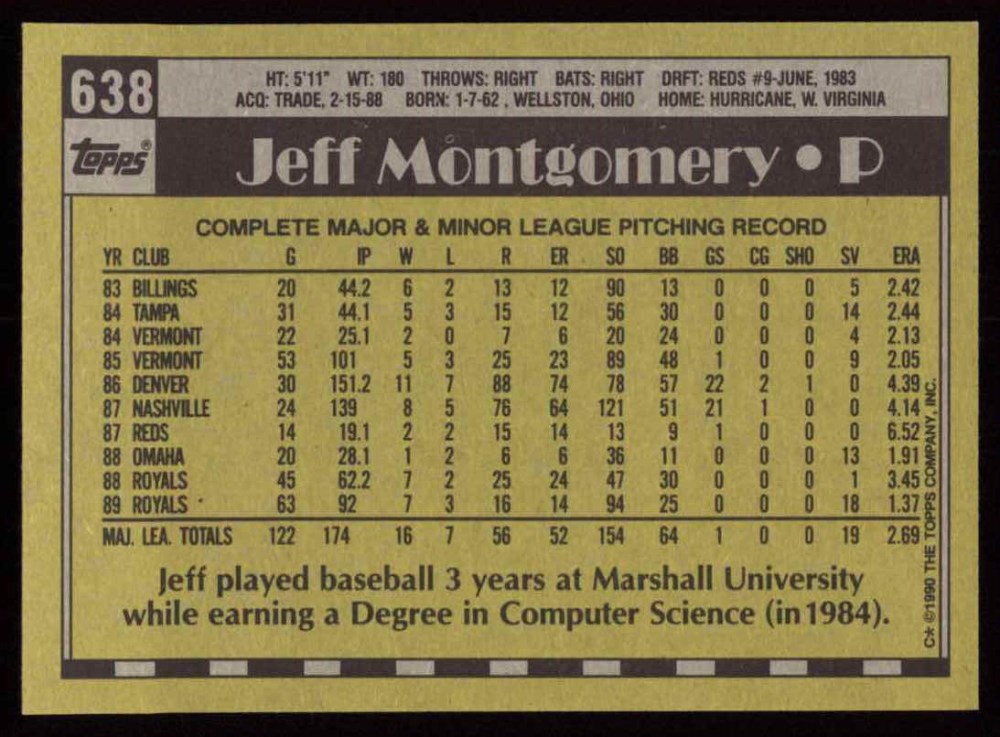 638
HT: 5'11" WT: 180 THROWS: RIGHT BATS: RIGHT DRFT: REDS #9-JUNE, 1983
ACQ: TRADE, 2-15-88 BORN: 1-7-62, WELLSTON, OHIO HOME: HURRICANE, W. VIRGINIA
topps®
Jeff Montgomery • P
COMPLETE MAJOR & MINOR LEAGUE PITCHING RECORD
YR CLUB G IP W L R ER SO BB GS CG SHO SV ERA
83 BILLINGS 20 44.2 6 2 13 12 90 13 0 0 0 5 2.42
84 TAMPA 31 44.1 5 3 15 12 56 30 0 0 0 14 2.44
84 VERMONT 22 25.1 2 0 7 6 20 24 0 0 0 4 2.13
85 VERMONT 53 101 5 3 25 23 89 48 1 0 0 9 2.05
86 DENVER 30 151.2 11 7 88 74 78 57 22 2 1 0 4.39
87 NASHVILLE 24 139 8 5 76 64 121 51 21 1 0 0 4.14
87 REDS 14 19.1 2 2 15 14 13 9 1 0 0 0 6.52
88 OMAHA 20 28.1 1 2 6 6 36 11 0 0 0 13 1.91
88 ROYALS 45 62.2 7 2 25 24 47 30 0 0 0 1 3.45
89 ROYALS 63 92 7 3 16 14 94 25 0 0 0 18 1.37
MAJ. LEA. TOTALS 122 174 16 7 56 52 154 64 1 0 0 19 2.69
Jeff played baseball 3 years at Marshall University
while earning a Degree in Computer Science (in 1984).
C* ©1990 THE TOPPS COMPANY, INC.